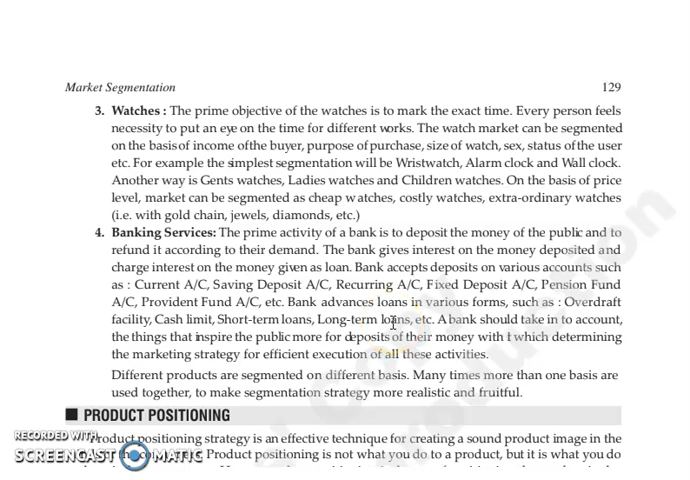 Market Segmentation 129
3. Watches : The prime objective of the watches is to mark the exact time. Every person feels
necessity to put an eye on the time for different works. The watch market can be segmented
on the basis of income of the buyer, purpose of purchase, size of watch, sex, status of the user
etc. For example the simplest segmentation will be Wristwatch, Alarm clock and Wall clock.
Another way is Gents watches, Ladies watches and Children watches. On the basis of price
level, market can be segmented as cheap watches, costly watches, extra-ordinary watches
(i.e. with gold chain, jewels, diamonds, etc.)
4. Banking Services: The prime activity of a bank is to deposit the money of the public and to
refund it according to their demand. The bank gives interest on the money deposited and
charge interest on the money given as loan. Bank accepts deposits on various accounts such
as : Current A/C, Saving Deposit A/C, Recurring A/C, Fixed Deposit A/C, Pension Fund
A/C, Provident Fund A/C, etc. Bank advances loans in various forms, such as : Overdraft
facility, Cash limit, Short-term loans, Long-term loans, etc. A bank should take in to account,
the things that inspire the public more for deposits of their money with t which determining
the marketing strategy for efficient execution of all these activities.
Different products are segmented on different basis. Many times more than one basis are
used together, to make segmentation strategy more realistic and fruitful.
■ PRODUCT POSITIONING
Product positioning strategy is an effective technique for creating a sound product image in the
Product positioning is not what you do to a product, but it is what you do
RECORDED WITH
SCREENCAST MATIC